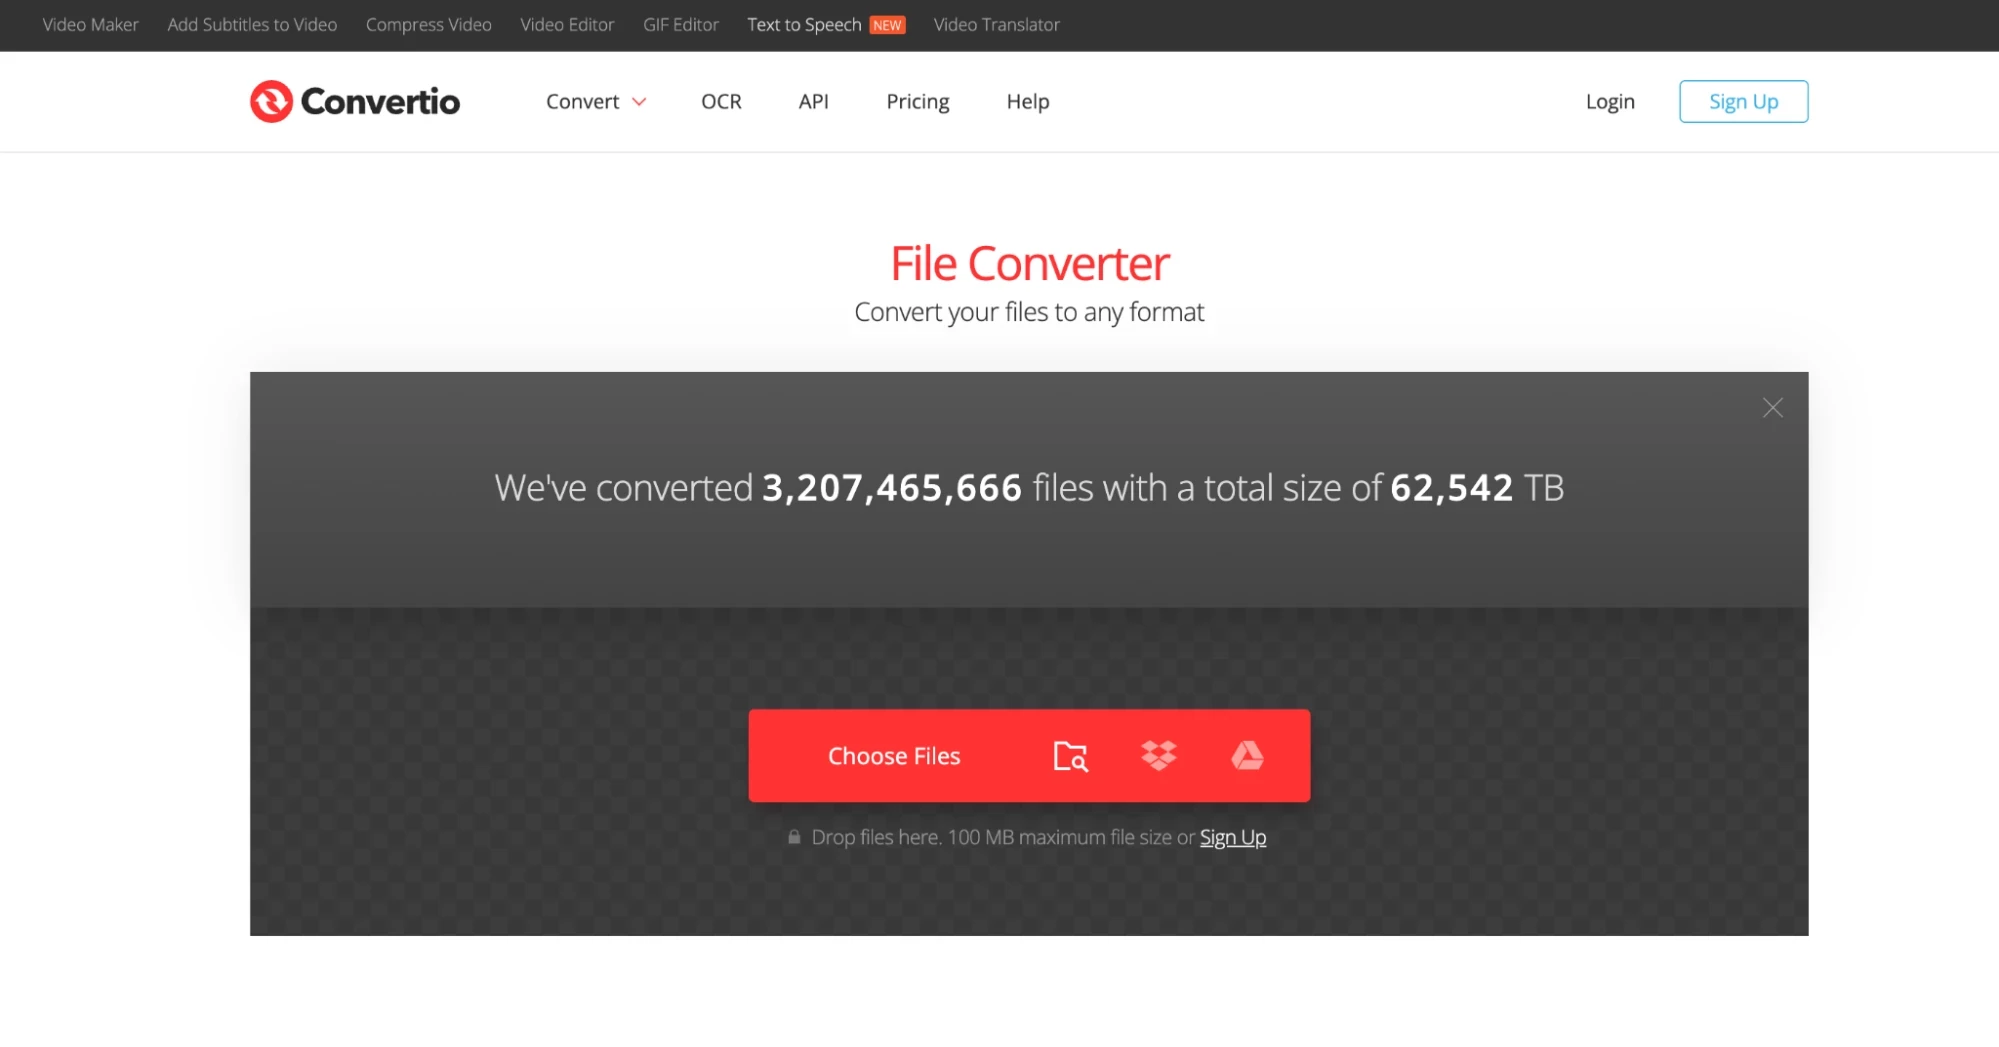 Video Maker Add Subtitles to Video Compress Video Video Editor GIF Editor Text to Speech NEW Video Translator
Convertio Convert OCR API Pricing Help Login Sign Up
File Converter
Convert your files to any format
We've converted 3,207,465,666 files with a total size of 62,542 TB
Choose Files
Drop files here. 100 MB maximum file size or Sign Up